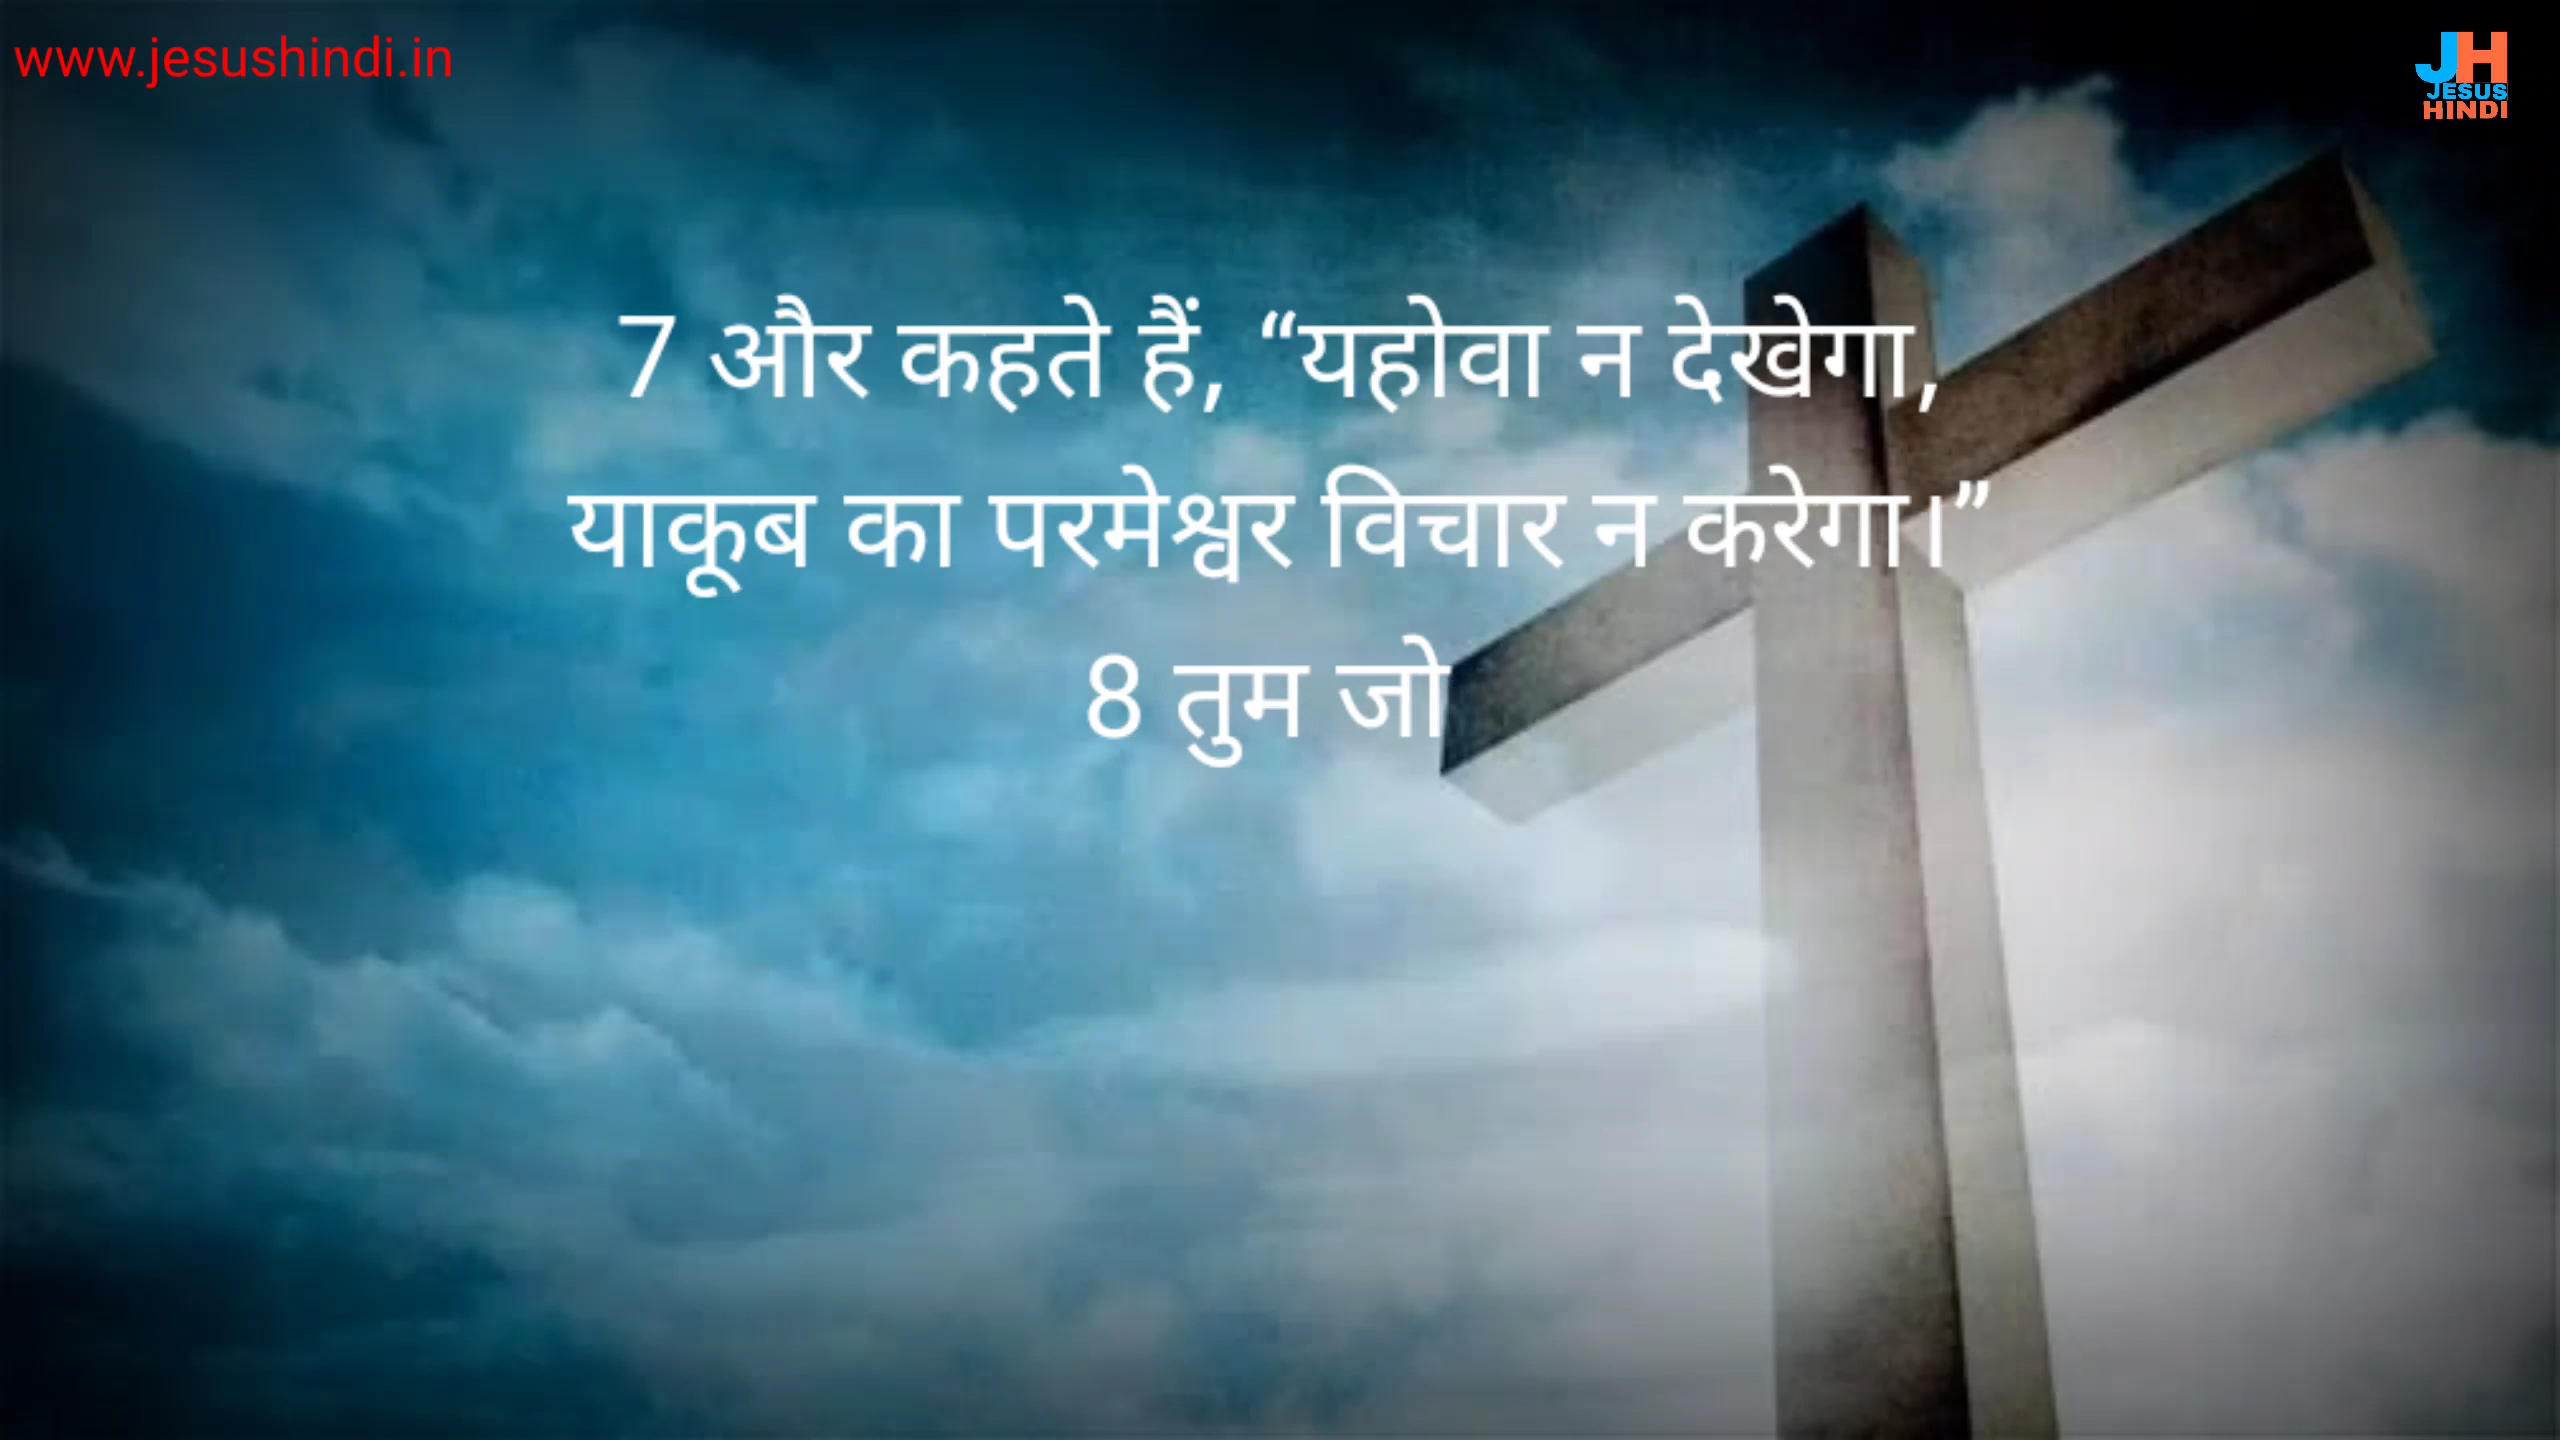 www.jesushindi.in
JH
JESUS
HINDI
7 और कहते हैं, “यहोवा न देखेगा,
याकूब का परमेश्वर विचार न करेगा।”
8 तुम जो